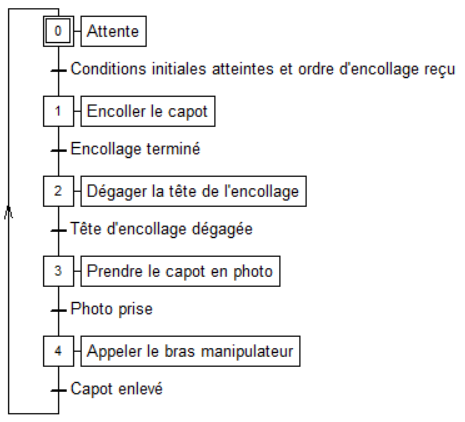 0 Attente
Conditions initiales atteintes et ordre d'encollage reçu
1 Encoller le capot
Encollage terminé
2 Dégager la tête de l'encollage
Tête d'encollage dégagée
3 Prendre le capot en photo
Photo prise
4 Appeler le bras manipulateur
Capot enlevé